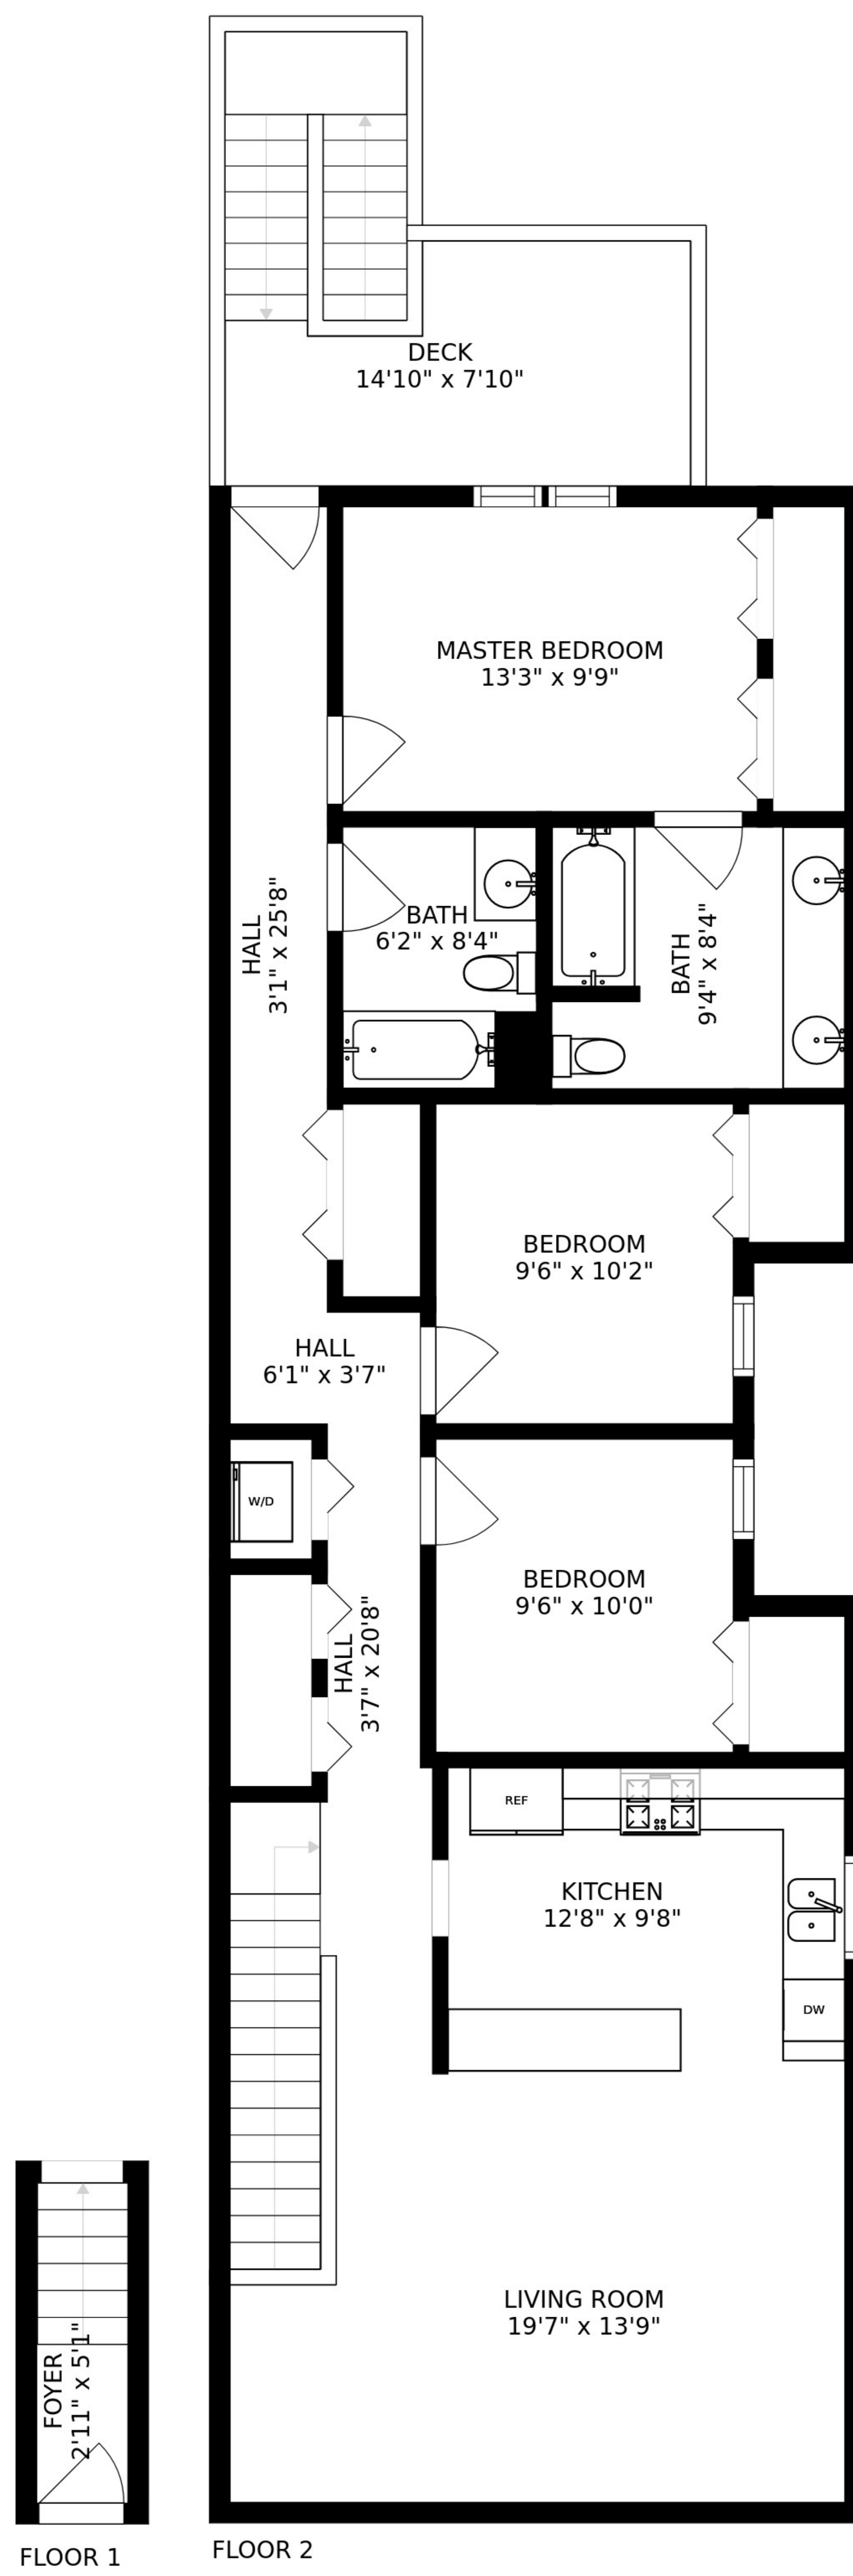 DECK
14'10" x 7'10"
MASTER BEDROOM
13'3" x 9'9"
HALL
3'1" x 25'8"
BATH
6'2" x 8'4"
BATH
9'4" x 8'4"
BEDROOM
9'6" x 10'2"
HALL
6'1" x 3'7"
W/D
BEDROOM
9'6" x 10'0"
HALL
3'7" x 20'8"
REF
KITCHEN
12'8" x 9'8"
DW
LIVING ROOM
19'7" x 13'9"
FOYER
2'11" x 5'1"
FLOOR 1
FLOOR 2